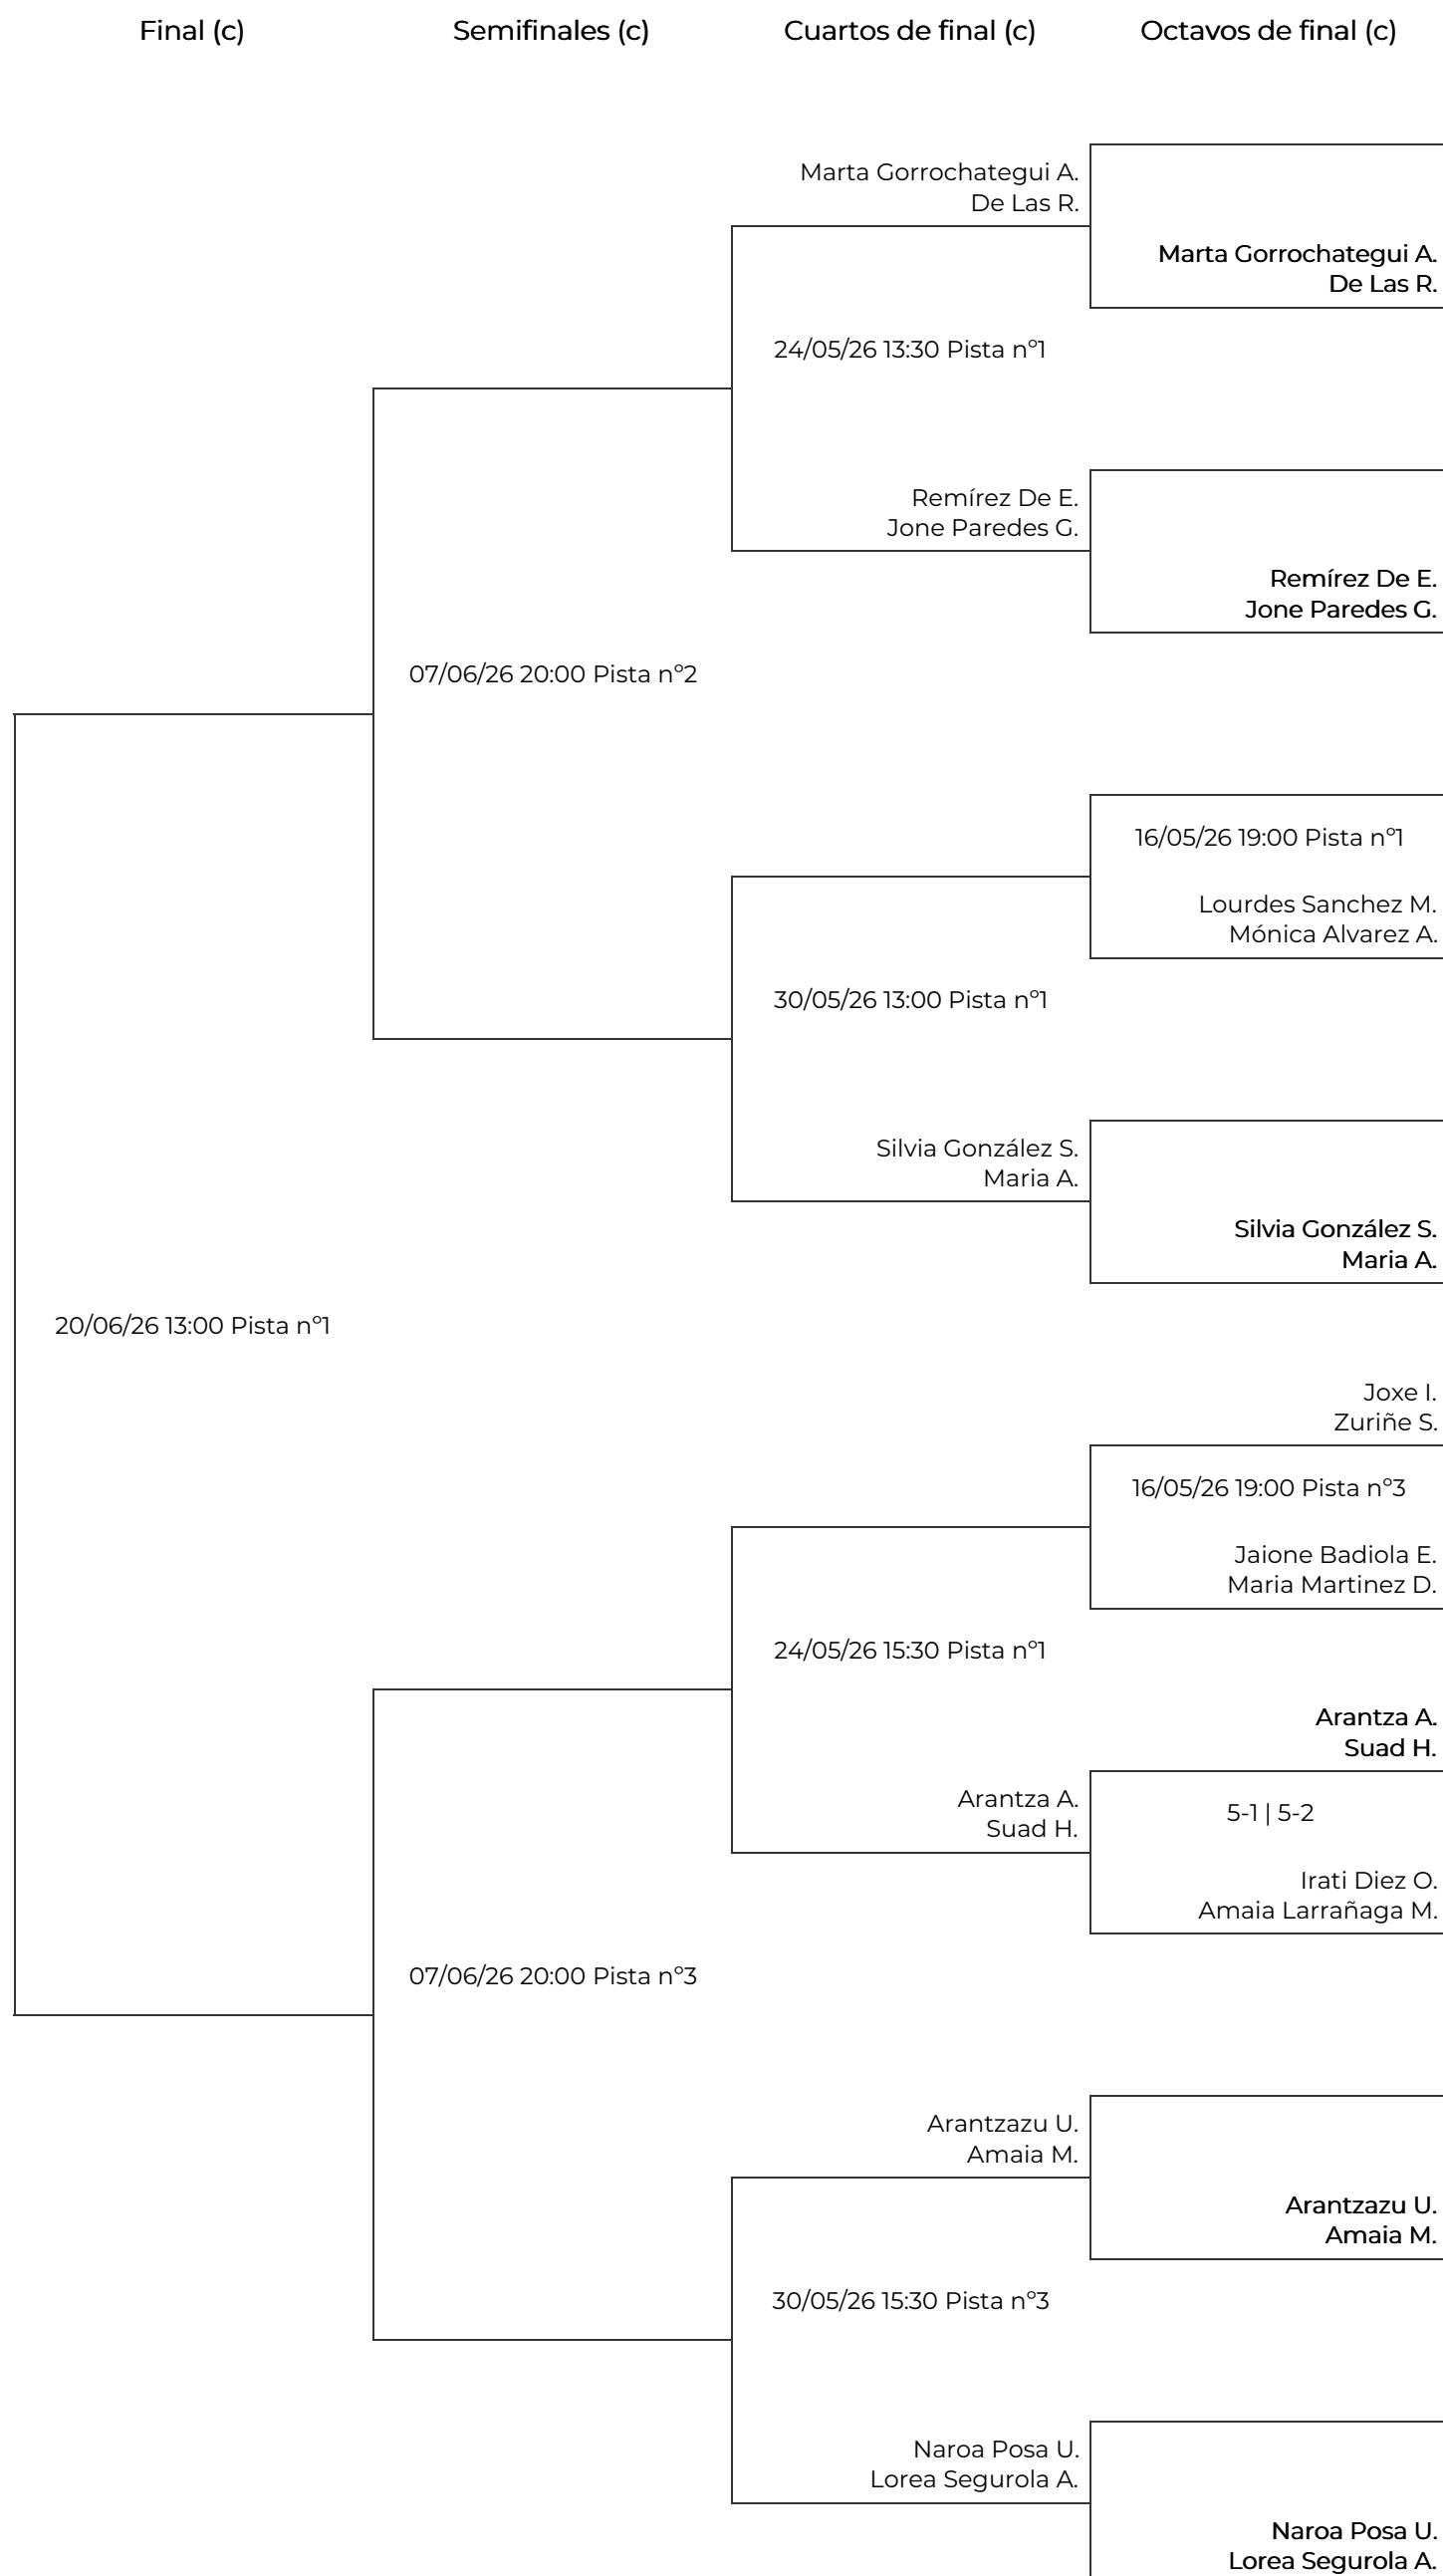 Final (c)
Semifinales (c)
Cuartos de final (c)
Octavos de final (c)
Marta Gorrochategui A.
De Las R.
Marta Gorrochategui A.
De Las R.
24/05/26 13:30 Pista nº1
Remírez De E.
Jone Paredes G.
Remírez De E.
Jone Paredes G.
07/06/26 20:00 Pista nº2
16/05/26 19:00 Pista nº1
Lourdes Sanchez M.
Mónica Alvarez A.
30/05/26 13:00 Pista nº1
Silvia González S.
Maria A.
Silvia González S.
Maria A.
20/06/26 13:00 Pista nº1
Joxe I.
Zuriñe S.
16/05/26 19:00 Pista nº3
Jaione Badiola E.
Maria Martinez D.
24/05/26 15:30 Pista nº1
Arantza A.
Suad H.
Arantza A.
Suad H.
5-1 | 5-2
Irati Diez O.
Amaia Larrañaga M.
07/06/26 20:00 Pista nº3
Arantzazu U.
Amaia M.
Arantzazu U.
Amaia M.
30/05/26 15:30 Pista nº3
Naroa Posa U.
Lorea Segurola A.
Naroa Posa U.
Lorea Segurola A.